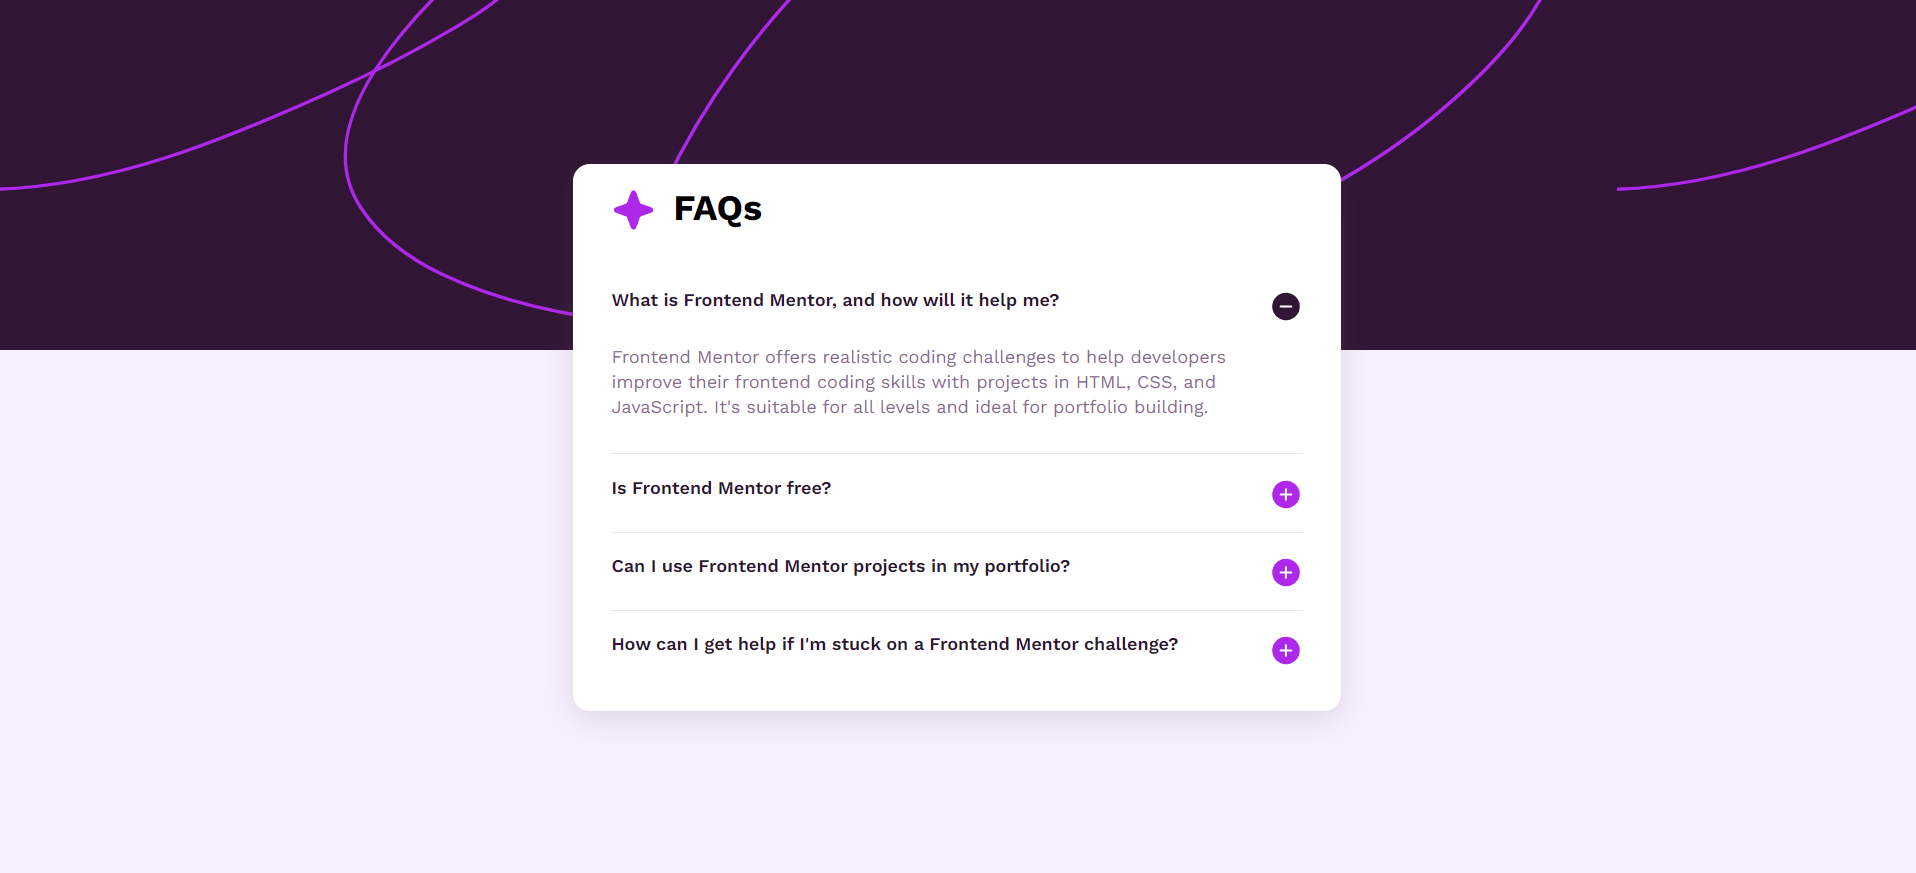 FAQs
What is Frontend Mentor, and how will it help me?
Frontend Mentor offers realistic coding challenges to help developers
improve their frontend coding skills with projects in HTML, CSS, and
JavaScript. It's suitable for all levels and ideal for portfolio building.
Is Frontend Mentor free?
Can I use Frontend Mentor projects in my portfolio?
How can I get help if I'm stuck on a Frontend Mentor challenge?